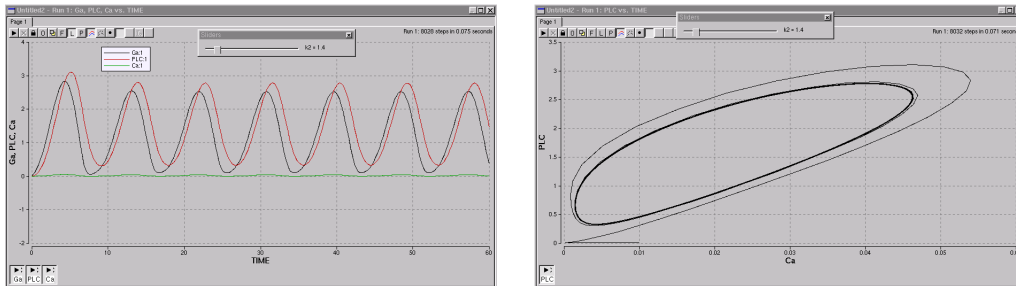 Untitled2 - Run 1: Ga, PLC, Ca vs. TIME
Page 1
Sliders
k2 = 1.4
Run 1: 8028 steps in 0.075 seconds
Ga:1
PLC:1
Ca:1
4
3
2
1
0
-1
-2
Ga, PLC, Ca
0
10
20
30
40
50
60
TIME
Ga
PLC
Ca
Untitled2 - Run 1: PLC vs. TIME
Page 1
Sliders
k2 = 1.4
Run 1: 8032 steps in 0.071 seconds
3.5
3
2.5
2
1.5
1
0.5
0
PLC
0
0.01
0.02
0.03
0.04
0.05
Ca
PLC